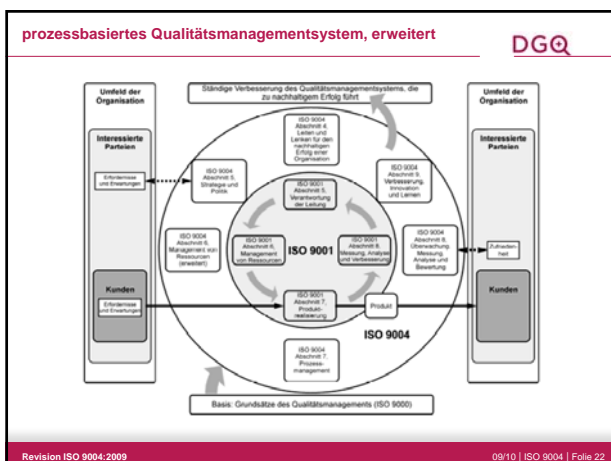 prozessbasiertes Qualitätsmanagementsystem, erweitert
DGQ
Umfeld der
Organisation
Interessierte
Parteien
Erfordernisse
und Erwartungen
Kunden
Erfordernisse
und Erwartungen
Ständige Verbesserung des Qualitätsmanagementsystems, die
zu nachhaltigem Erfolg führt
ISO 9004
Abschnitt 4,
Leiten und
Lenken für den
nachhaltigen
Erfolg einer
Organisation
ISO 9004
Abschnitt 5,
Strategie und
Politik
ISO 9004
Abschnitt 9,
Verbesserung,
Innovation
und Lernen
ISO 9001
Abschnitt 5,
Verantwortung
der Leitung
ISO 9004
Abschnitt 6,
Management von
Ressourcen
(erweitert)
ISO 9001
Abschnitt 6,
Management
von Ressourcen
ISO 9001
ISO 9001
Abschnitt 8,
Messung, Analyse
und Verbesserung
ISO 9004
Abschnitt 8,
Überwachung,
Messung,
Analyse und
Bewertung
ISO 9001
Abschnitt 7,
Produkt-
realisierung
Produkt
ISO 9004
ISO 9004
Abschnitt 7,
Prozess-
management
Basis: Grundsätze des Qualitätsmanagements (ISO 9000)
Umfeld der
Organisation
Interessierte
Parteien
Zufrieden-
heit
Kunden
Revision ISO 9004:2009
09/10 | ISO 9004 | Folie 22